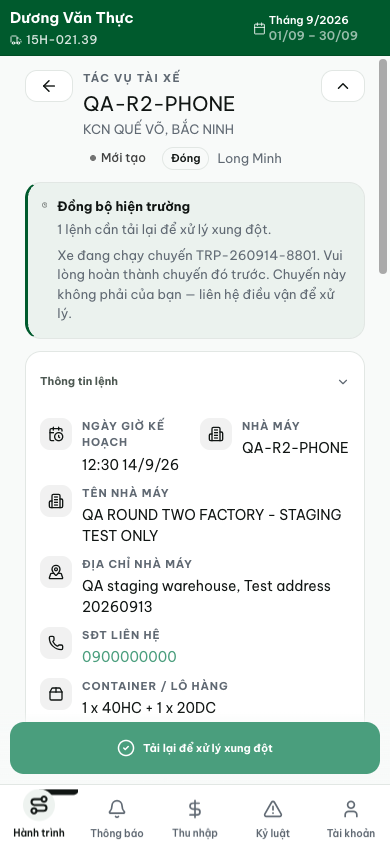 Dương Văn Thực
15H-021.39
Tháng 9/2026
01/09 – 30/09
TÁC VỤ TÀI XẾ
QA-R2-PHONE
KCN QUẾ VÕ, BẮC NINH
Mới tạo
Đóng
Long Minh
Đồng bộ hiện trường
1 lệnh cần tải lại để xử lý xung đột.
Xe đang chạy chuyến TRP-260914-8801. Vui
lòng hoàn thành chuyến đó trước. Chuyến này
không phải của bạn — liên hệ điều vận để xử
lý.
Thông tin lệnh
NGÀY GIỜ KẾ
HOẠCH
12:30 14/9/26
NHÀ MÁY
QA-R2-PHONE
TÊN NHÀ MÁY
QA ROUND TWO FACTORY - STAGING
TEST ONLY
ĐỊA CHỈ NHÀ MÁY
QA staging warehouse, Test address
20260913
SĐT LIÊN HỆ
0900000000
CONTAINER / LÔ HÀNG
1 x 40HC + 1 x 20DC
Tải lại để xử lý xung đột
Hành trình
Thông báo
Thu nhập
Kỷ luật
Tài khoản